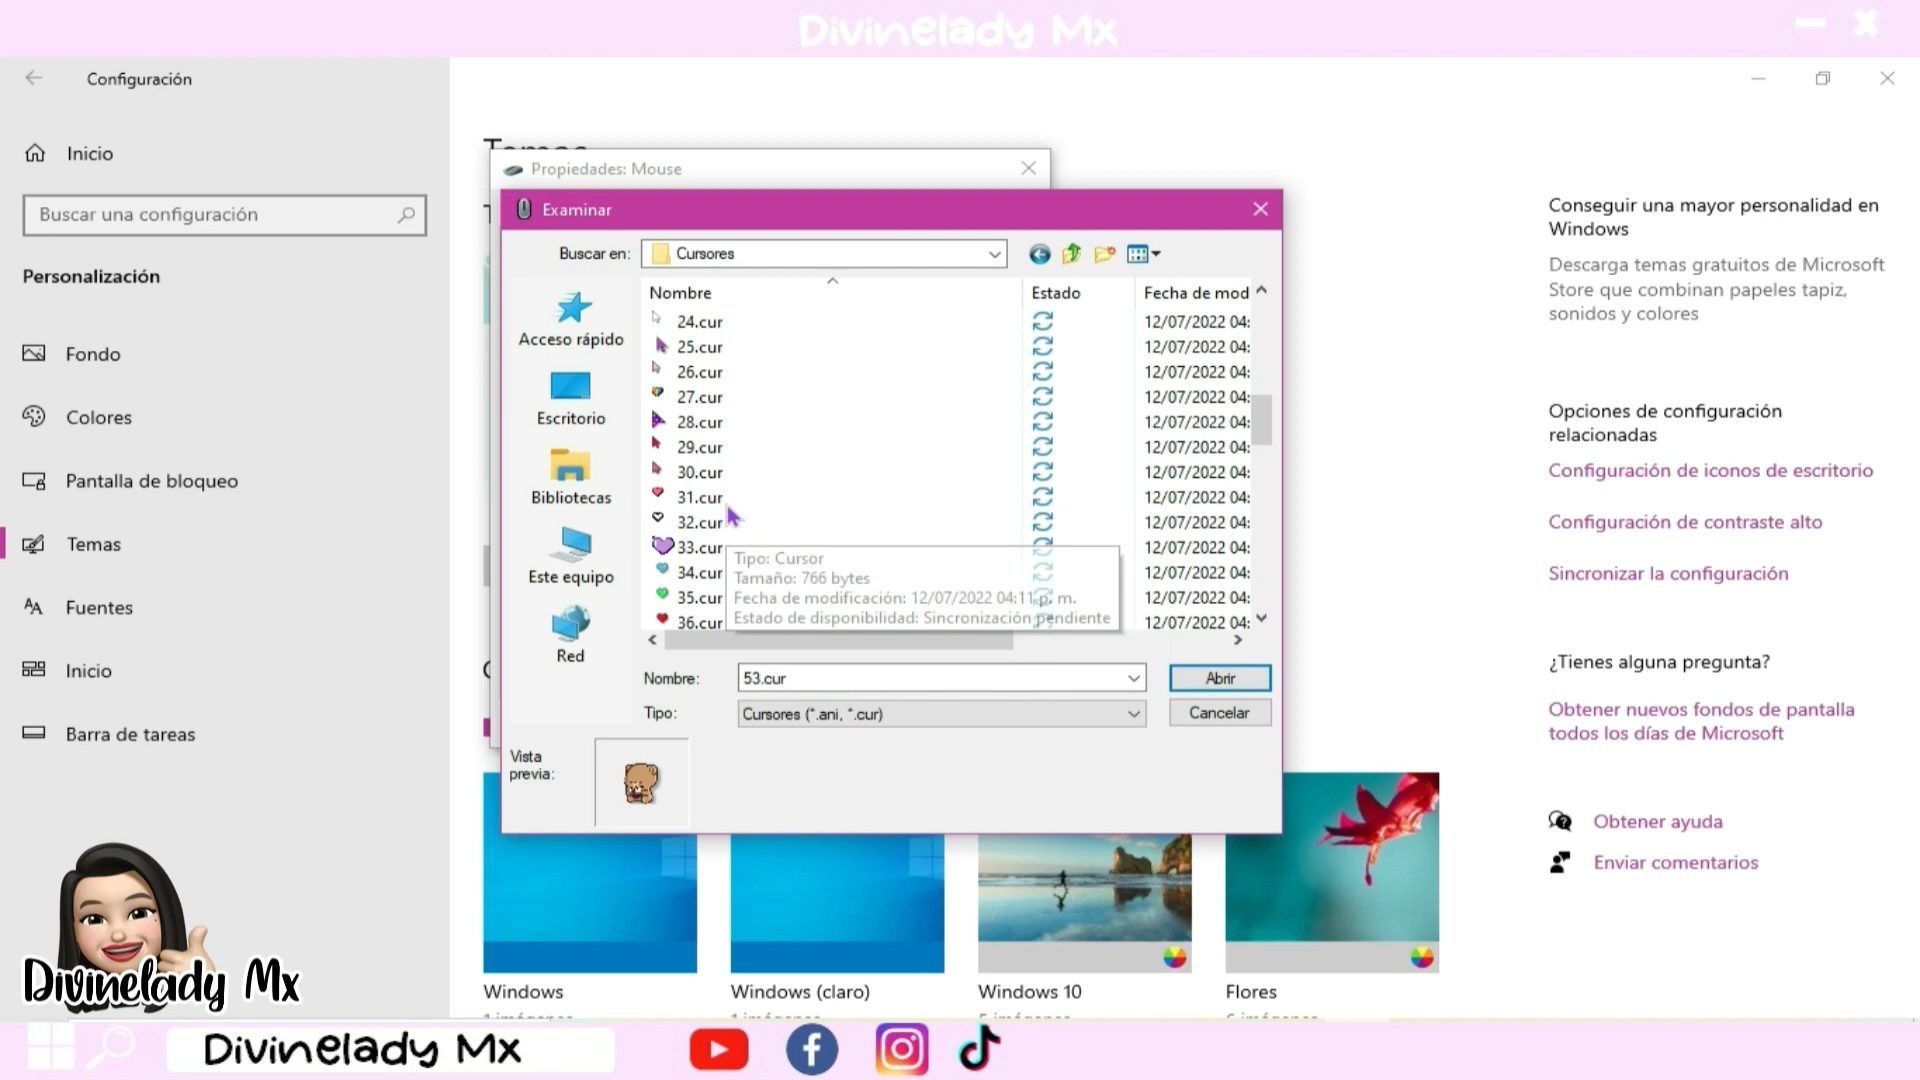 Divinelady Mx
Configuración
Inicio
Buscar una configuración
Personalización
Fondo
Colores
Pantalla de bloqueo
Temas
Fuentes
Inicio
Barra de tareas
Temas
Propiedades: Mouse
Examinar
Buscar en:
Cursores
Acceso rápido
Escritorio
Bibliotecas
Este equipo
Red
Nombre Estado Fecha de mod
24.cur 12/07/2022 04:
25.cur 12/07/2022 04:
26.cur 12/07/2022 04:
27.cur 12/07/2022 04:
28.cur 12/07/2022 04:
29.cur 12/07/2022 04:
30.cur 12/07/2022 04:
31.cur 12/07/2022 04:
32.cur 12/07/2022 04:
33.cur 12/07/2022 04:
34.cur 12/07/2022 04:
35.cur 12/07/2022 04:
36.cur 12/07/2022 04:
Tipo: Cursor
Tamaño: 766 bytes
Fecha de modificación: 12/07/2022 04:11 p. m.
Estado de disponibilidad: Sincronización pendiente
Nombre: 53.cur Abrir
Tipo: Cursores (*.ani, *.cur) Cancelar
Vista
previa:
Windows
Windows (claro)
Windows 10
Flores
Conseguir una mayor personalidad en
Windows
Descarga temas gratuitos de Microsoft
Store que combinan papeles tapiz,
sonidos y colores
Opciones de configuración
relacionadas
Configuración de iconos de escritorio
Configuración de contraste alto
Sincronizar la configuración
¿Tienes alguna pregunta?
Obtener nuevos fondos de pantalla
todos los días de Microsoft
Obtener ayuda
Enviar comentarios
Divinelady Mx
Divinelady Mx